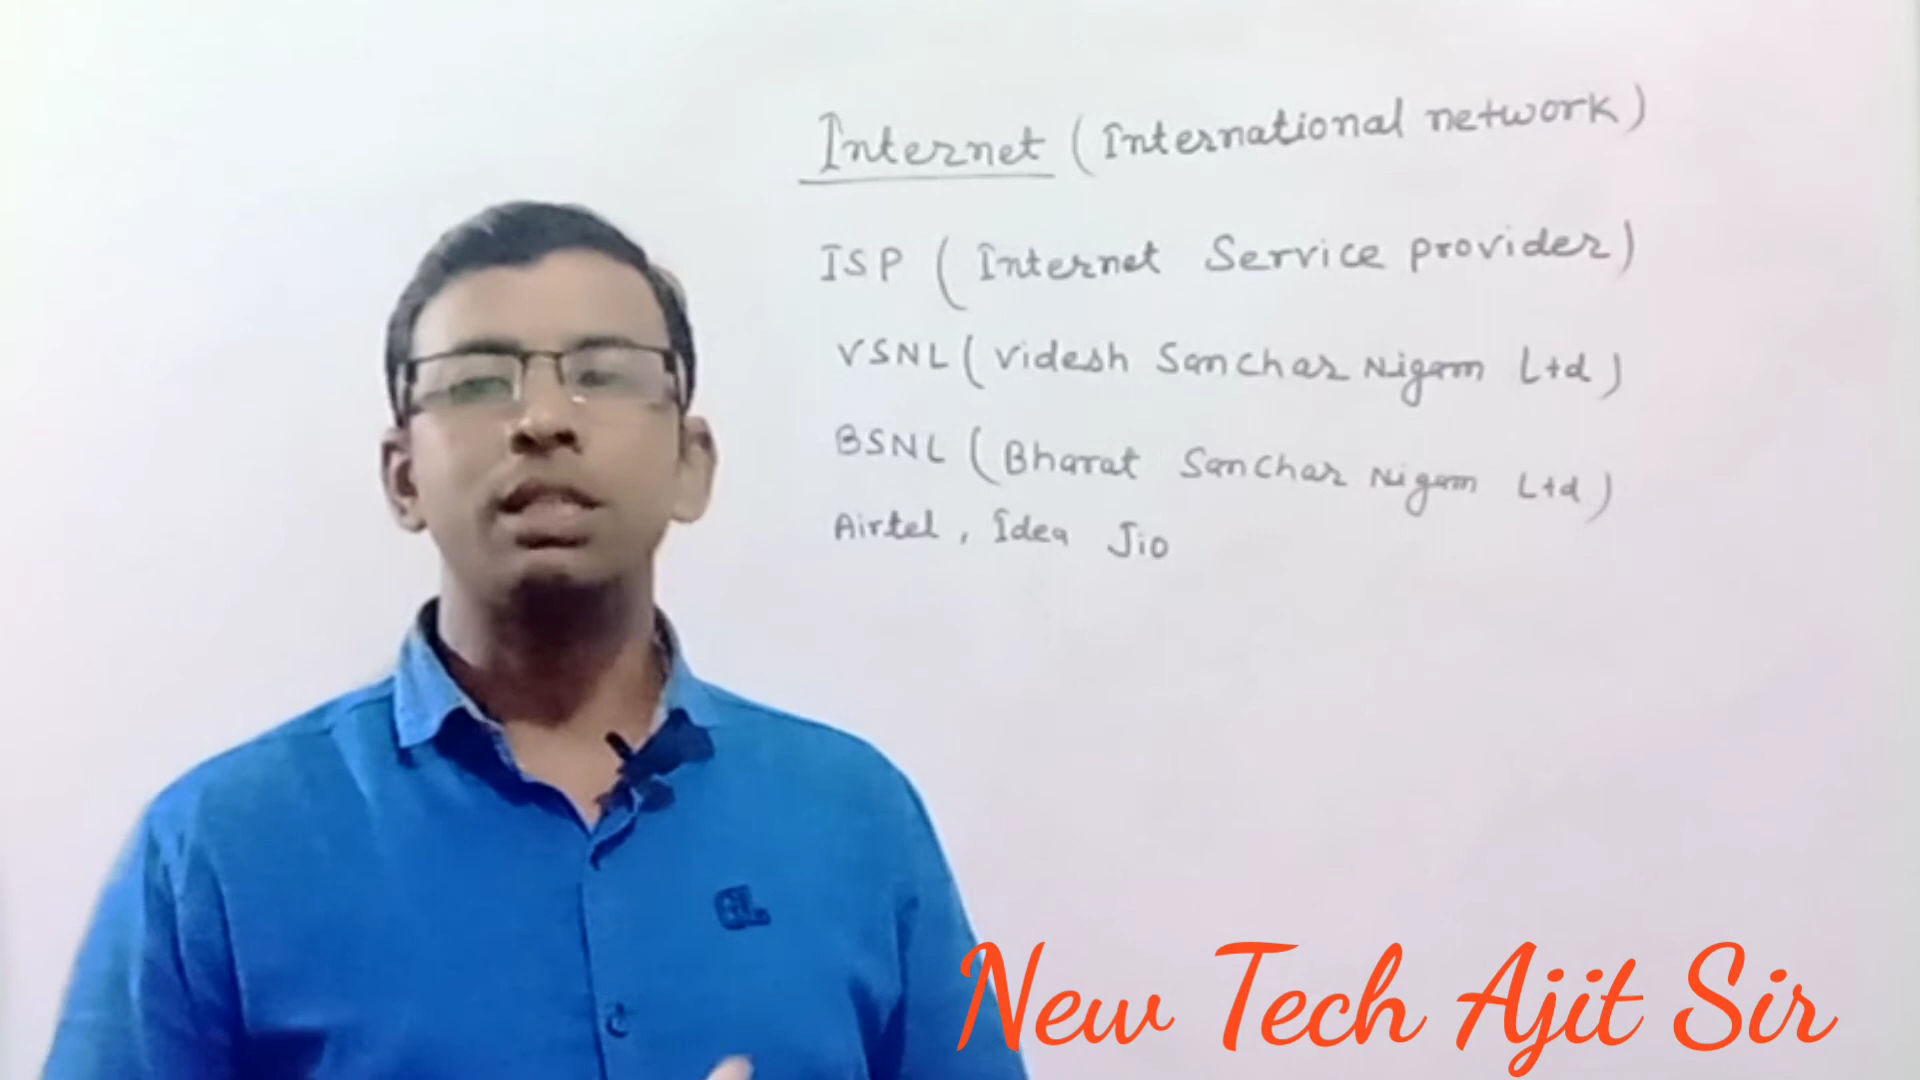 Internet (International network)
ISP (Internet Service provider)
VSNL (Videsh Sanchar Nigam Ltd)
BSNL (Bharat Sanchar Nigam Ltd)
Airtel, Idea Jio
New Tech Ajit Sir